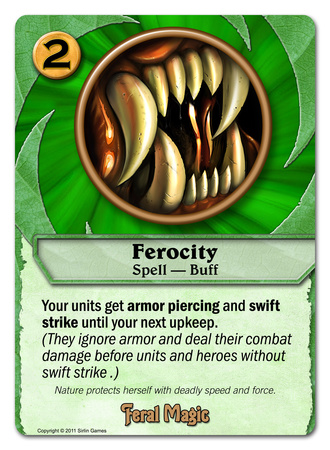 2
Ferocity
Spell — Buff
Your units get armor piercing and swift
strike until your next upkeep.
(They ignore armor and deal their combat
damage before units and heroes without
swift strike .)
Nature protects herself with deadly speed and force.
Feral Magic
Copyright © 2011 Sirlin Games